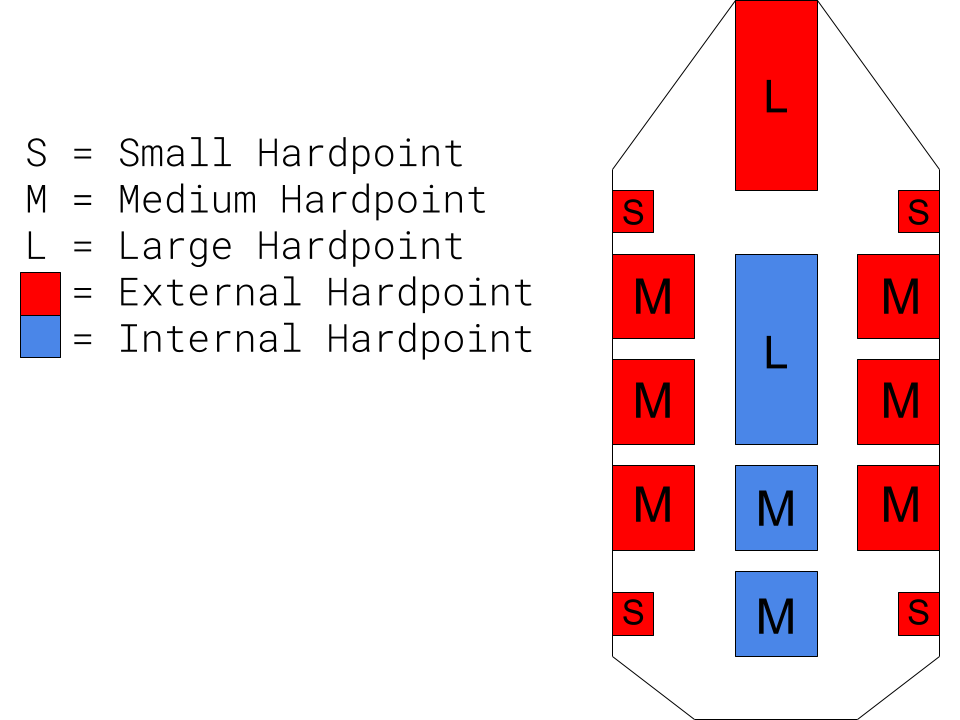 S = Small Hardpoint
M = Medium Hardpoint
L = Large Hardpoint
= External Hardpoint
= Internal Hardpoint
L
S S
M M
L
M M
M M M
S S
M